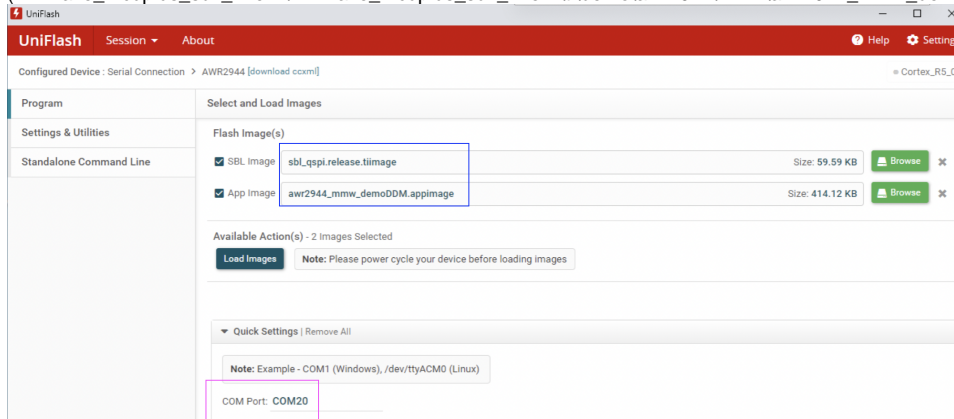 UniFlash
UniFlash Session About Help Setting
Configured Device : Serial Connection > AWR2944 [download ccxml] Cortex_R5_0
Program Select and Load Images
Settings & Utilities Flash Image(s)
Standalone Command Line SBL Image sbl_qspi.release.tiimage Size: 59.59 KB Browse
App Image awr2944_mmw_demoDDM.appimage Size: 414.12 KB Browse
Available Action(s) - 2 Images Selected
Load Images Note: Please power cycle your device before loading images
Quick Settings | Remove All
Note: Example - COM1 (Windows), /dev/ttyACM0 (Linux)
COM Port: COM20